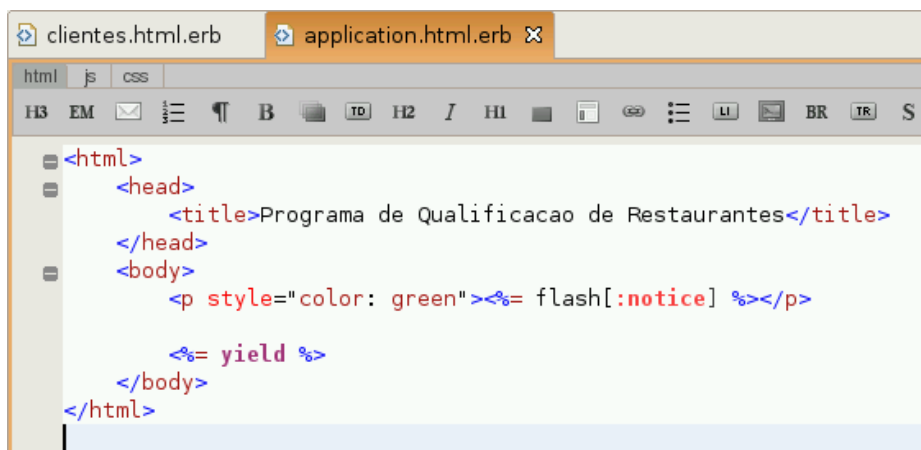 clientes.html.erb application.html.erb
html js css
H3 EM ¶ B TD H2 I H1 LI BR TR S
<html>
<head>
<title>Programa de Qualificacao de Restaurantes</title>
</head>
<body>
<p style="color: green"><%= flash[:notice] %></p>
<%= yield %>
</body>
</html>